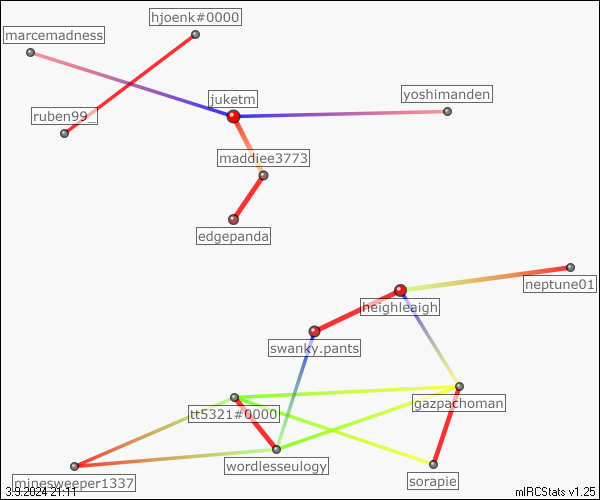 hjoenk#0000
marcemadness
yoshimanden
juketm
ruben99_
maddiee3773
edgepanda
neptune01
heighleaigh
swanky.pants
gazpachoman
tt5321#0000
wordlesseulogy
sorapie
minesweeper1337
3.9.2024 21:11
mIRCStats v1.25